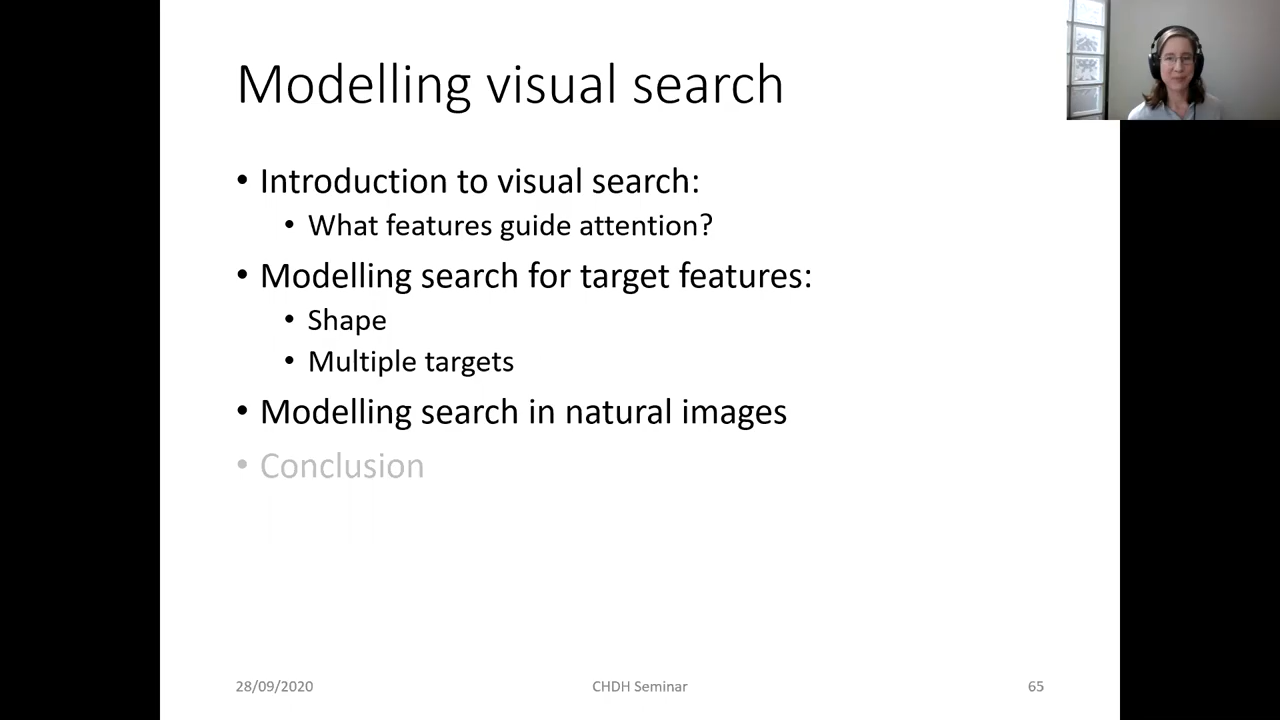 Modelling visual search
• Introduction to visual search:
• What features guide attention?
• Modelling search for target features:
• Shape
• Multiple targets
• Modelling search in natural images
• Conclusion
28/09/2020
CHDH Seminar
65